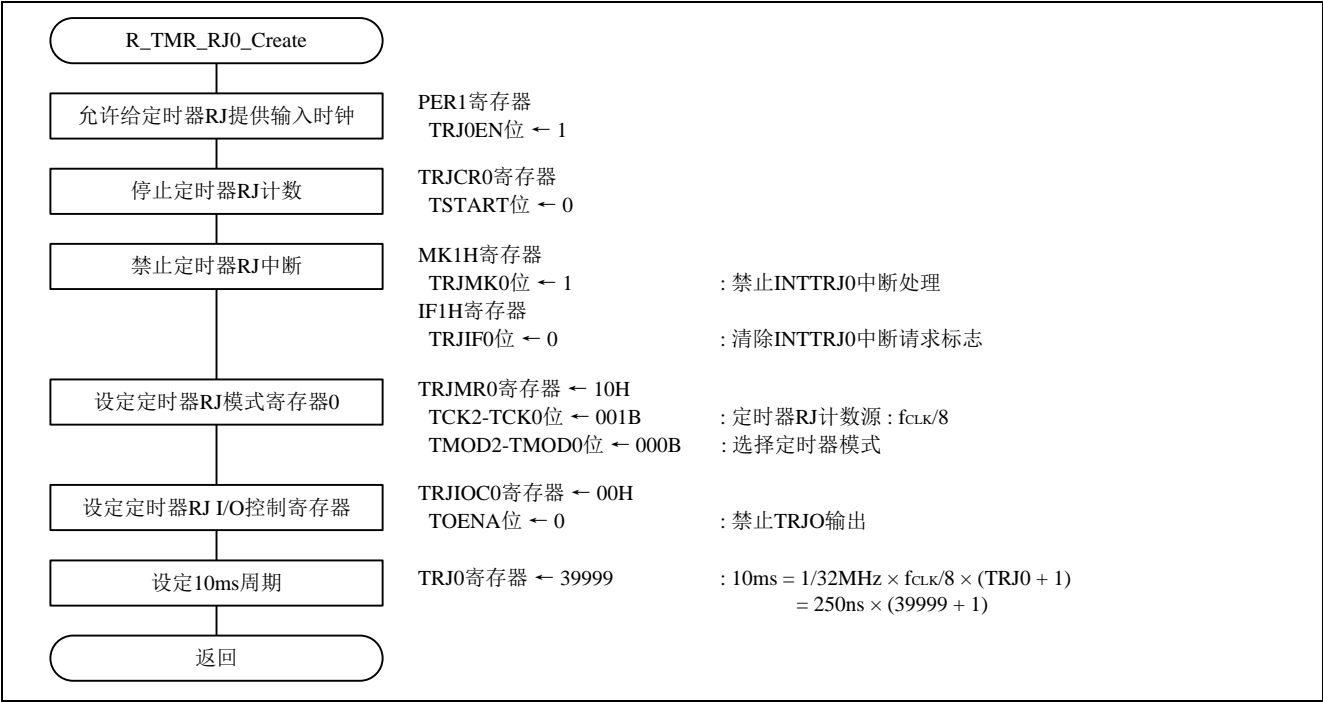 R_TMR_RJ0_Create
允许给定时器RJ提供输入时钟
PER1寄存器
TRJ0EN位 ← 1
停止定时器RJ计数
TRJCR0寄存器
TSTART位 ← 0
禁止定时器RJ中断
MK1H寄存器
TRJMK0位 ← 1 : 禁止INTTRJ0中断处理
IF1H寄存器
TRJIF0位 ← 0 : 清除INTTRJ0中断请求标志
设定定时器RJ模式寄存器0
TRJMR0寄存器 ← 10H
TCK2-TCK0位 ← 001B : 定时器RJ计数源 : fCLK/8
TMOD2-TMOD0位 ← 000B : 选择定时器模式
设定定时器RJ I/O控制寄存器
TRJIOC0寄存器 ← 00H
TOENA位 ← 0 : 禁止TRJO输出
设定10ms周期
TRJ0寄存器 ← 39999 : 10ms = 1/32MHz × fCLK/8 × (TRJ0 + 1)
= 250ns × (39999 + 1)
返回